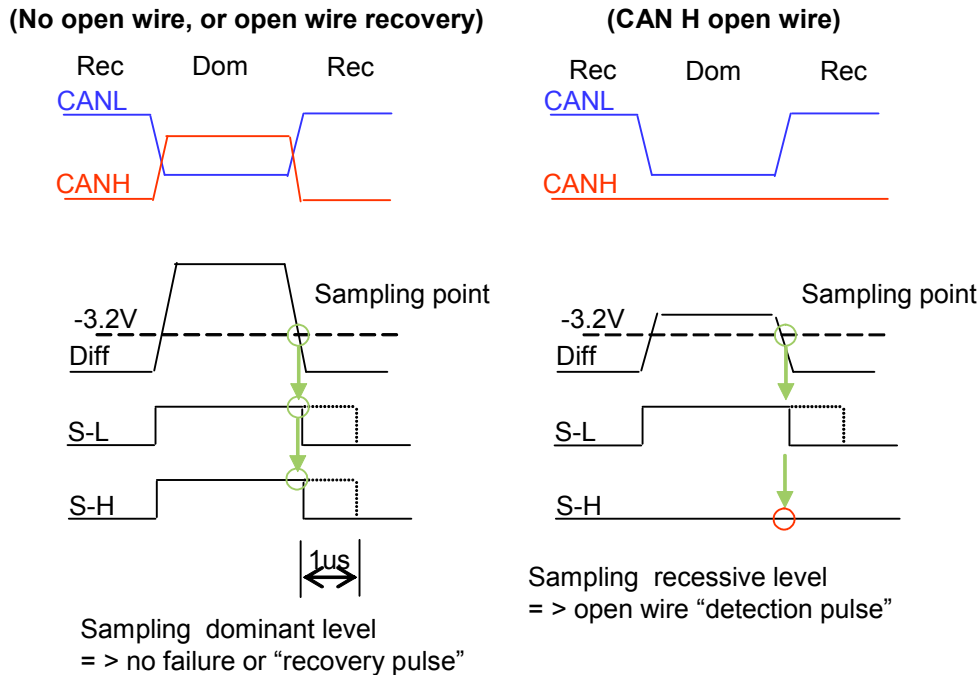 (No open wire, or open wire recovery)
Rec Dom Rec
CANL
CANH
Sampling point
-3.2V
Diff
S-L
S-H
1us
Sampling dominant level
= > no failure or “recovery pulse”
(CAN H open wire)
Rec Dom Rec
CANL
CANH
Sampling point
-3.2V
Diff
S-L
S-H
Sampling recessive level
= > open wire “detection pulse”